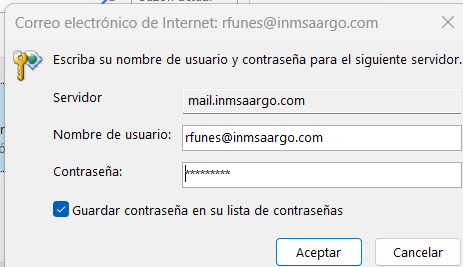 Correo electrónico de Internet: rfunes@inmsaargo.com
Escriba su nombre de usuario y contraseña para el siguiente servidor.
Servidor
mail.inmsaargo.com
Nombre de usuario:
rfunes@inmsaargo.com
Contraseña:
*********
Guardar contraseña en su lista de contraseñas
Aceptar
Cancelar